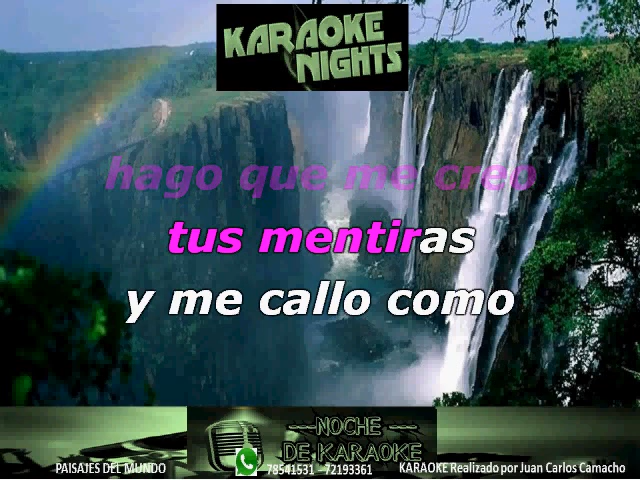 KARAOKE
NIGHTS
hago que me creo
tus mentiras
y me callo como
NOCHE
DE KARAOKE
PAISAJES DEL MUNDO
78541531 - 72193361
KARAOKE Realizado por Juan Carlos Camacho